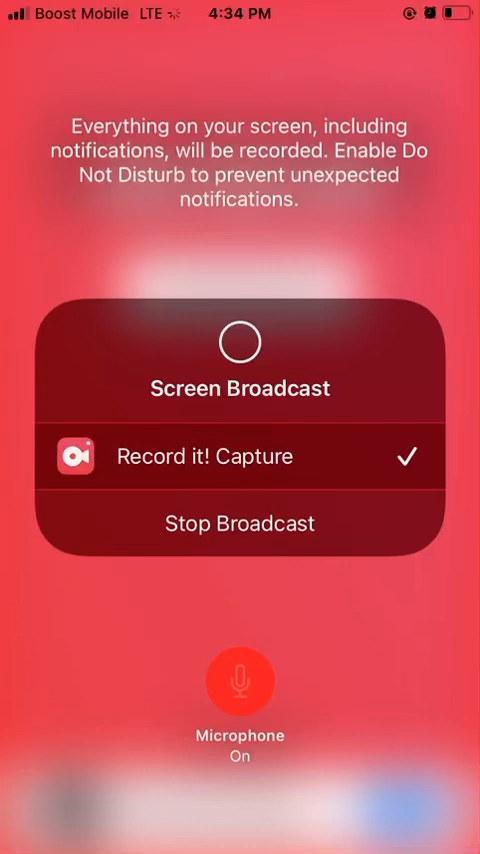 Boost Mobile LTE 4:34 PM
Everything on your screen, including
notifications, will be recorded. Enable Do
Not Disturb to prevent unexpected
notifications.
Screen Broadcast
Record it! Capture
Stop Broadcast
Microphone
On